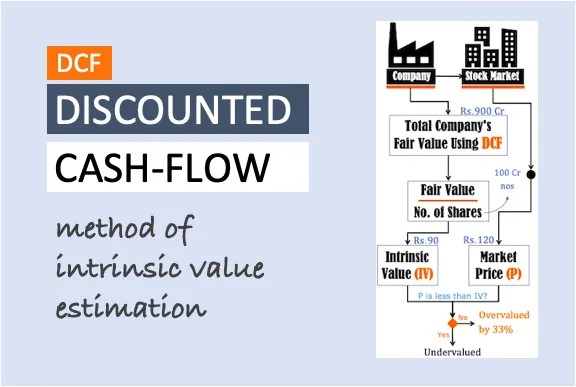 DCF
DISCOUNTED
CASH-FLOW
method of
intrinsic value
estimation
Company
Stock Market
Rs.900 Cr
Total Company's
Fair Value Using DCF
100 Cr
nos
Fair Value
No. of Shares
Rs.90
Rs.120
Intrinsic
Value (IV)
Market
Price (P)
P is less than IV?
No
Overvalued
by 33%
Yes
Undervalued